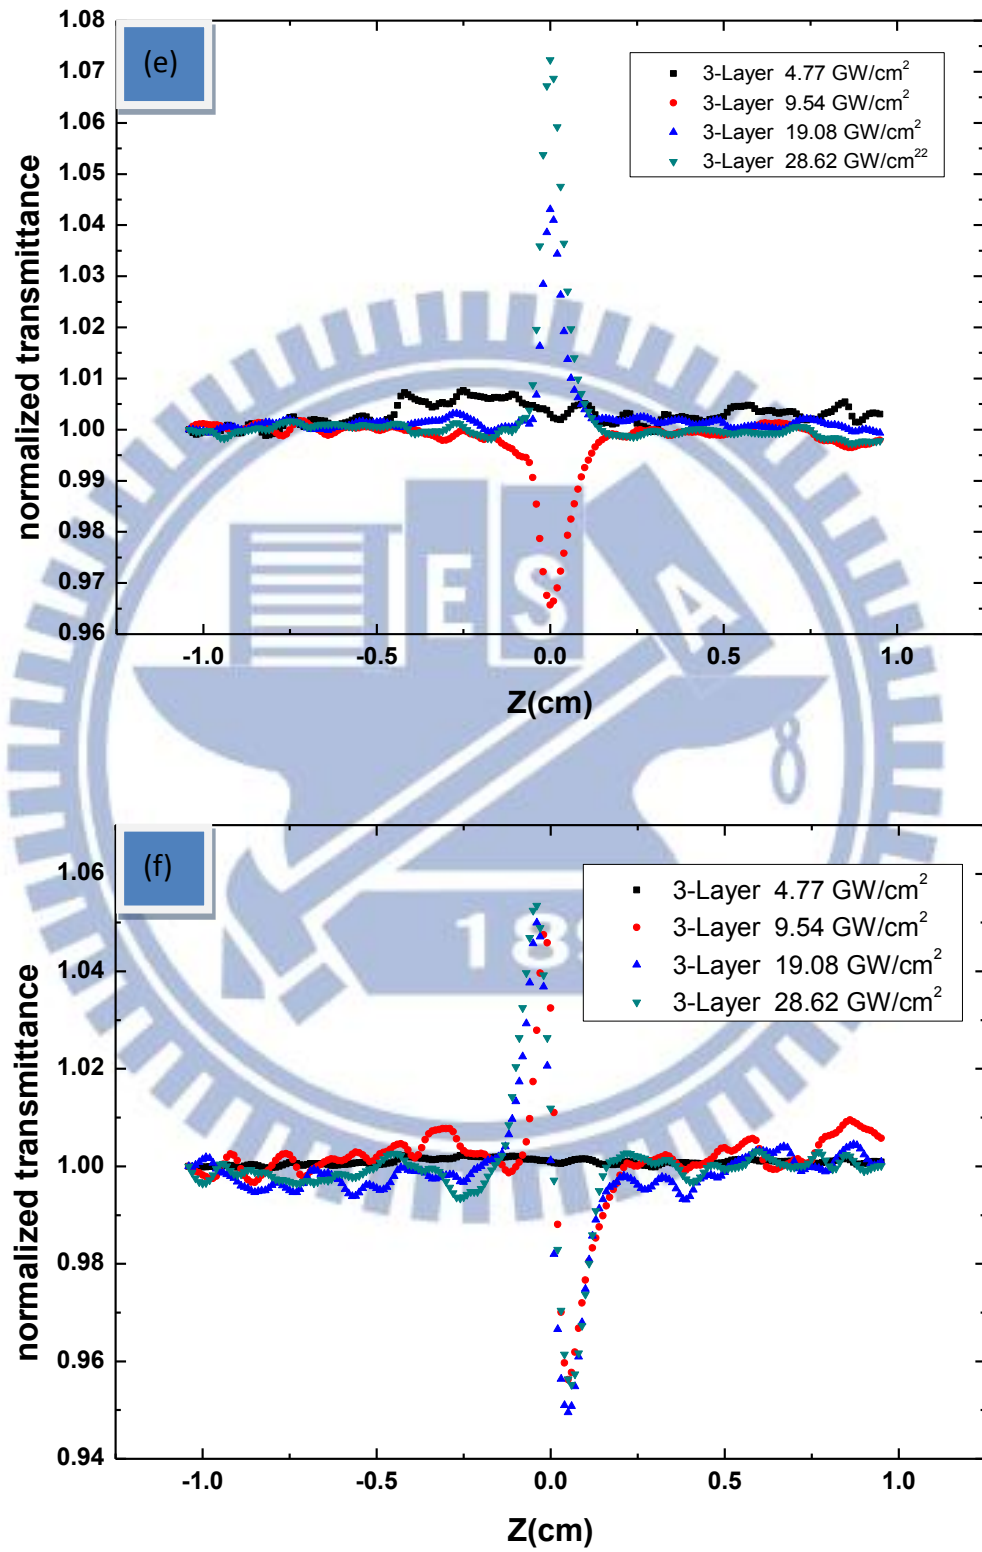 (e)
1.08
1.07
1.06
1.05
1.04
1.03
1.02
1.01
1.00
0.99
0.98
0.97
0.96
normalized transmittance
3-Layer 4.77 GW/cm²
3-Layer 9.54 GW/cm²
3-Layer 19.08 GW/cm²
3-Layer 28.62 GW/cm²²
-1.0 -0.5 0.0 0.5 1.0
Z(cm)
E S A
(f)
1.06
1.04
1.02
1.00
0.98
0.96
0.94
normalized transmittance
3-Layer 4.77 GW/cm²
3-Layer 9.54 GW/cm²
3-Layer 19.08 GW/cm²
3-Layer 28.62 GW/cm²
-1.0 -0.5 0.0 0.5 1.0
Z(cm)